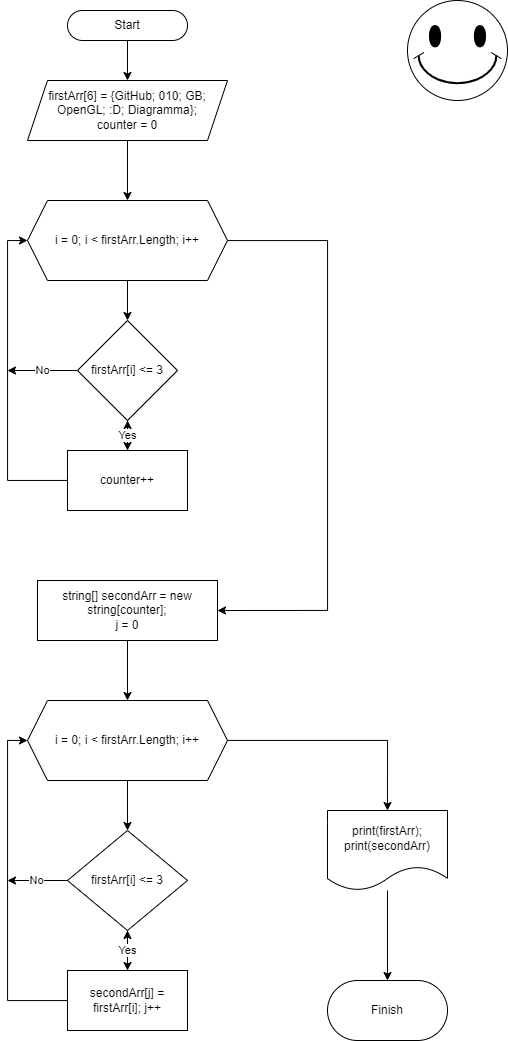 Start
firstArr[6] = {GitHub; 010; GB;
OpenGL; :D; Diagramma};
counter = 0
i = 0; i < firstArr.Length; i++
firstArr[i] <= 3
No
Yes
counter++
string[] secondArr = new
string[counter];
j = 0
i = 0; i < firstArr.Length; i++
print(firstArr);
print(secondArr)
firstArr[i] <= 3
No
Yes
secondArr[j] =
firstArr[i]; j++
Finish